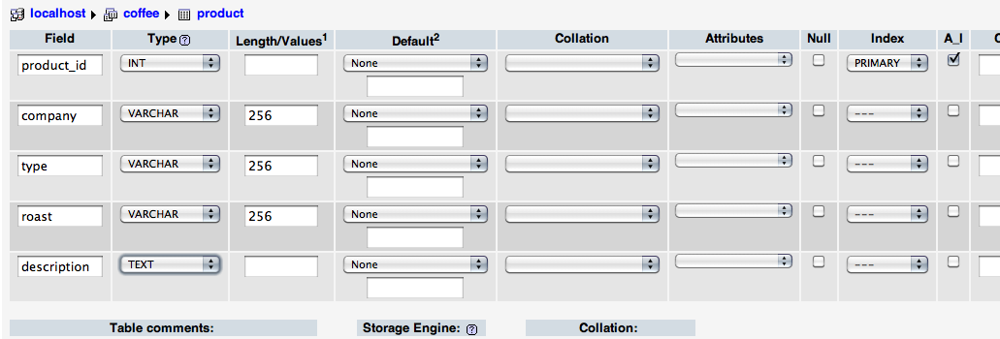 localhost ▸ coffee ▸ product
Field Type Length/Values1 Default2 Collation Attributes Null Index A_I C
product_id INT None PRIMARY
company VARCHAR 256 None ---
type VARCHAR 256 None ---
roast VARCHAR 256 None ---
description TEXT None ---
Table comments: Storage Engine: Collation: